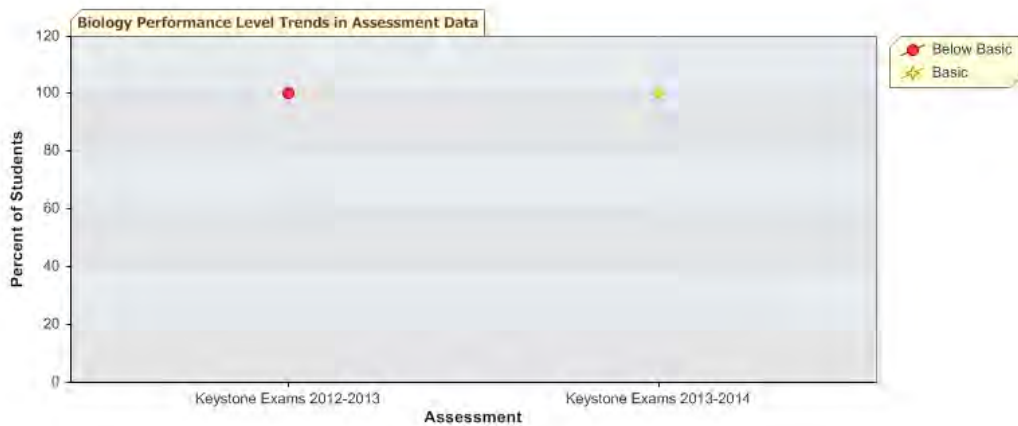 Biology Performance Level Trends in Assessment Data
120
100
80
60
40
20
0
Percent of Students
Keystone Exams 2012-2013
Keystone Exams 2013-2014
Assessment
Below Basic
Basic